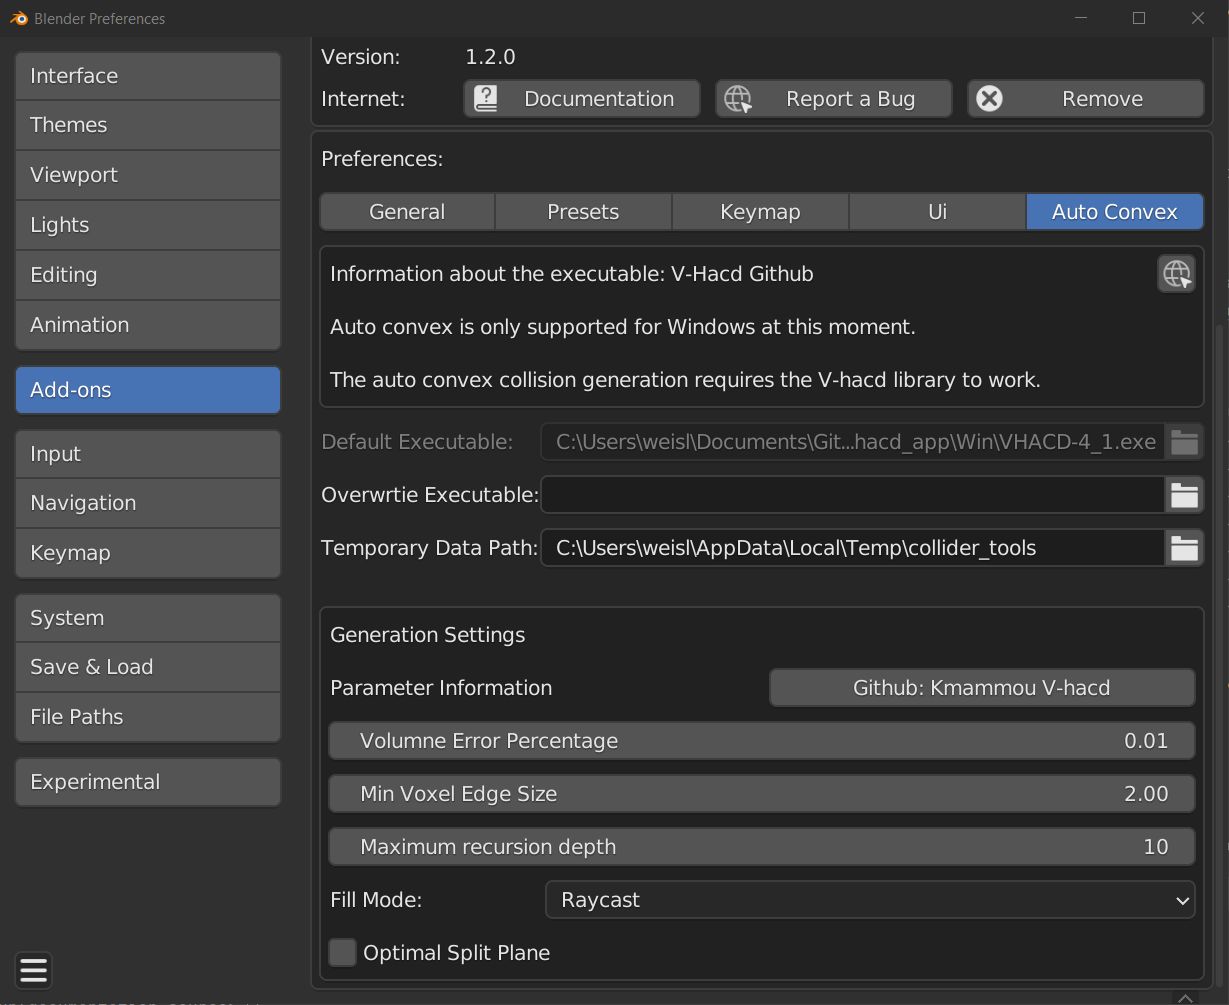 Blender Preferences
Interface
Themes
Viewport
Lights
Editing
Animation
Add-ons
Input
Navigation
Keymap
System
Save & Load
File Paths
Experimental
Version: 1.2.0
Internet: Documentation Report a Bug Remove
Preferences:
General Presets Keymap Ui Auto Convex
Information about the executable: V-Hacd Github
Auto convex is only supported for Windows at this moment.
The auto convex collision generation requires the V-hacd library to work.
Default Executable: C:\Users\weisl\Documents\Git...hacd_app\Win\VHACD-4_1.exe
Overwrtie Executable:
Temporary Data Path: C:\Users\weisl\AppData\Local\Temp\collider_tools
Generation Settings
Parameter Information Github: Kmammou V-hacd
Volumne Error Percentage 0.01
Min Voxel Edge Size 2.00
Maximum recursion depth 10
Fill Mode: Raycast
Optimal Split Plane